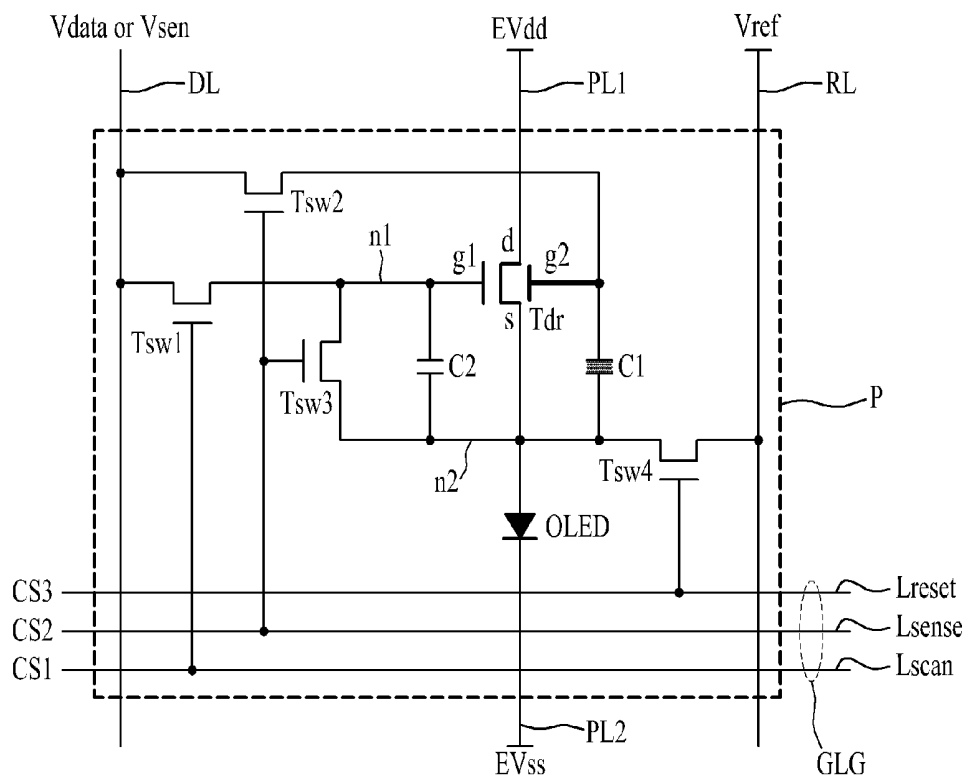 Vdata or Vsen
EVdd
Vref
DL
PL1
RL
Tsw2
n1
d
g1
g2
s
Tdr
Tsw1
C2
C1
Tsw3
P
n2
Tsw4
OLED
CS3
Lreset
CS2
Lsense
CS1
Lscan
PL2
EVss
GLG